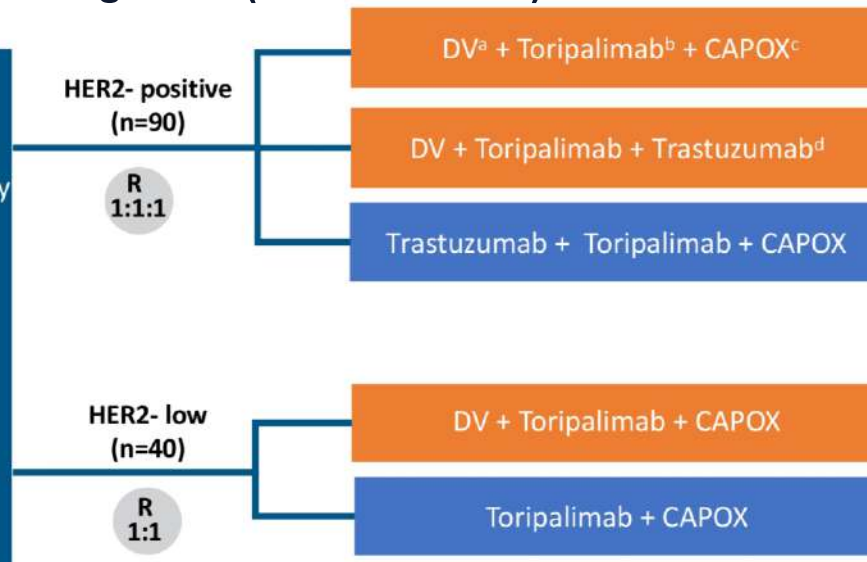 HER2- positive
(n=90)
R
1:1:1
DVᵃ + Toripalimabᵇ + CAPOXᶜ
DV + Toripalimab + Trastuzumabᵈ
Trastuzumab + Toripalimab + CAPOX
HER2- low
(n=40)
R
1:1
DV + Toripalimab + CAPOX
Toripalimab + CAPOX